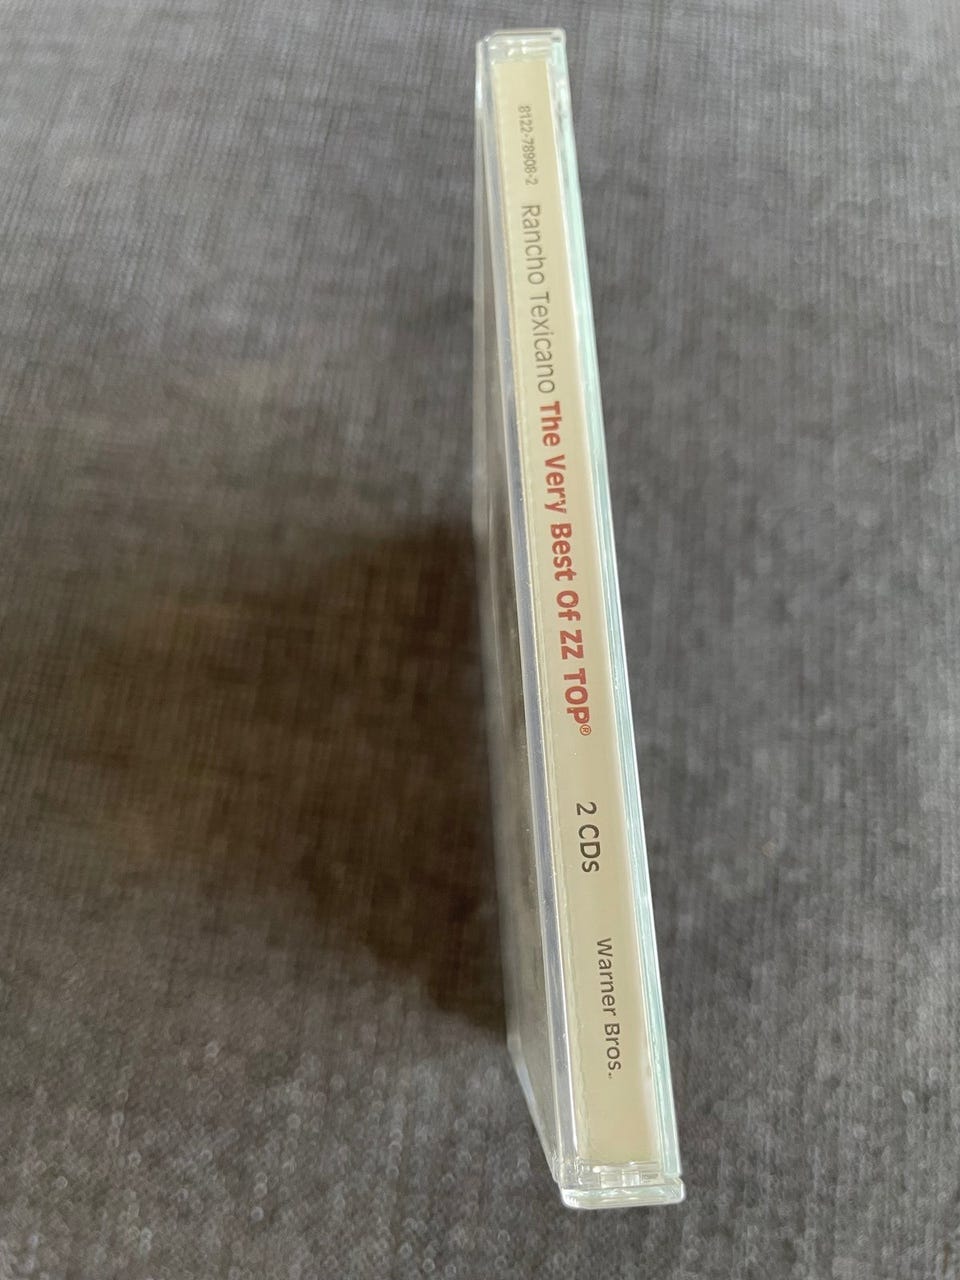 8122-78908-2 Rancho Texicano The Very Best Of ZZ TOP® 2 CDs Warner Bros.